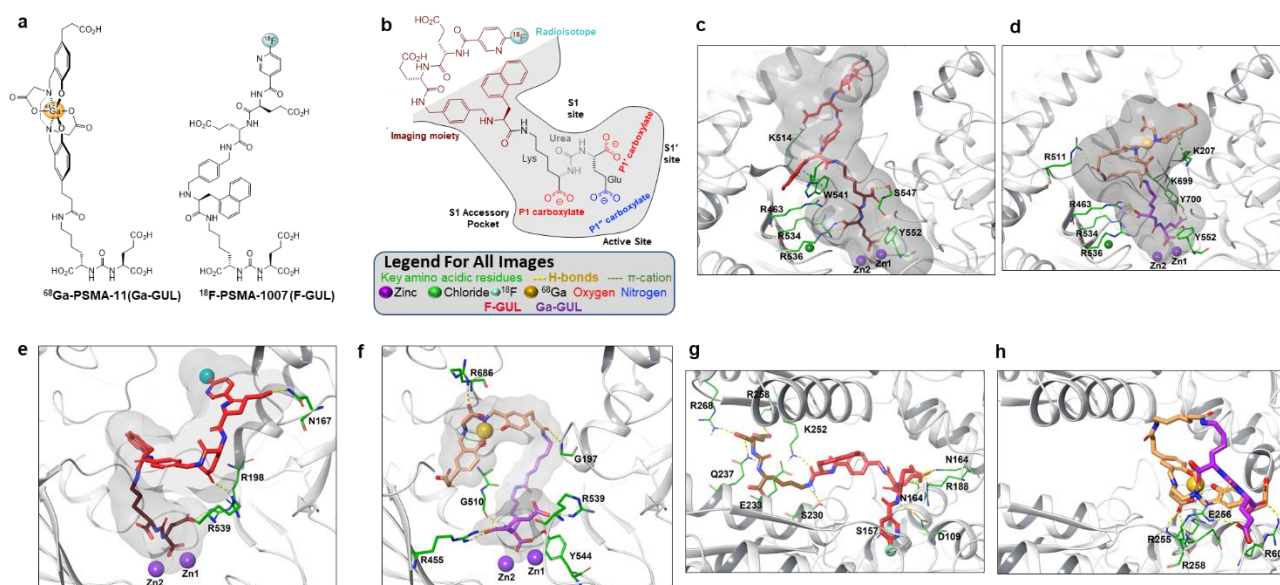 a
CO₂H
¹⁸F
N
O
NH
CO₂H
HO₂C
HN
⁶⁸Ga-PSMA-11(Ga-GUL)
¹⁸F-PSMA-1007(F-GUL)
b
Radioisotope
Imaging moiety
S1 site
S1' site
Urea
Lys
Glu
P1' carboxylate
P1 carboxylate
P1'' carboxylate
S1 Accessory
Pocket
Active Site
Legend For All Images
Key amino acidic residues H-bonds π-cation
Zinc Chloride ¹⁸F ⁶⁸Ga Oxygen Nitrogen
F-GUL Ga-GUL
c
K514
W541
S547
R463
R534
R536
Y552
Zn2 Zn1
d
R511
K207
K699
Y700
R463
R534
R536
Y552
Zn2 Zn1
e
N167
R198
R539
Zn2 Zn1
f
R686
G197
G510
R539
R455
Y544
Zn2 Zn1
g
R268
R258
K252
Q237
E233
S230
N164
N164
R188
S157
D109
h
E256
R255
R258
R60